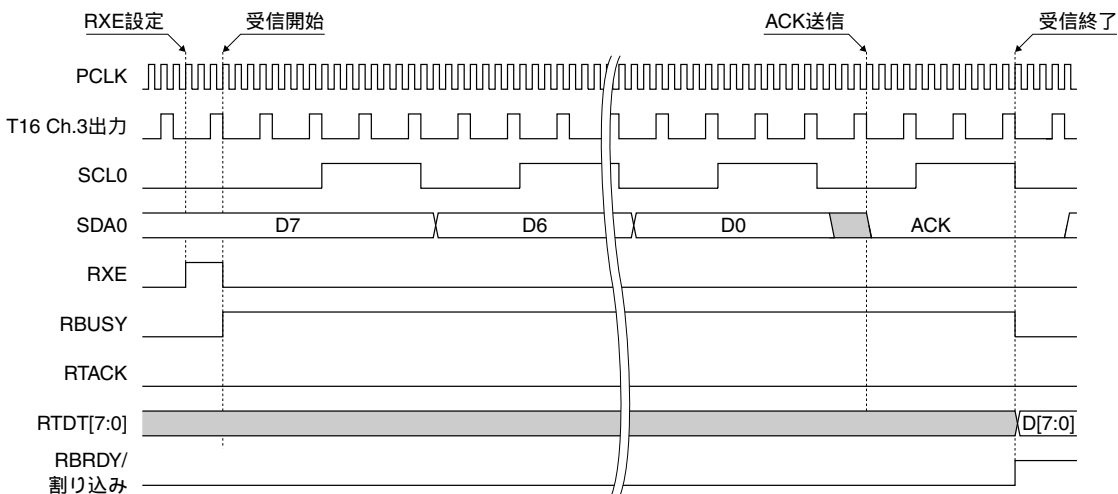 RXE設定 受信開始 ACK送信 受信終了
PCLK
T16 Ch.3出力
SCL0
SDA0 D7 D6 D0 ACK
RXE
RBUSY
RTACK
RTDT[7:0] D[7:0]
RBRDY/
割り込み